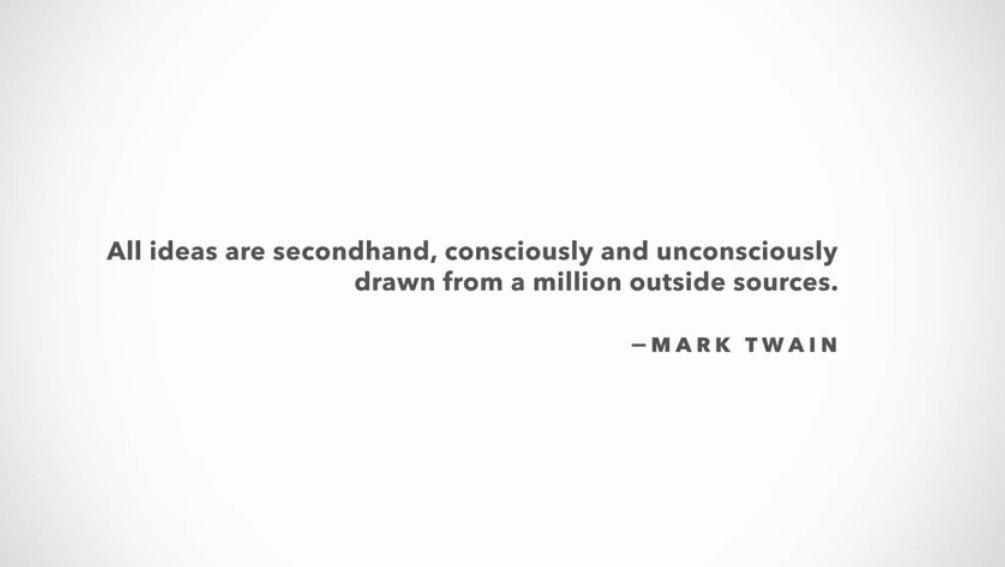 All ideas are secondhand, consciously and unconsciously
drawn from a million outside sources.
—MARK TWAIN